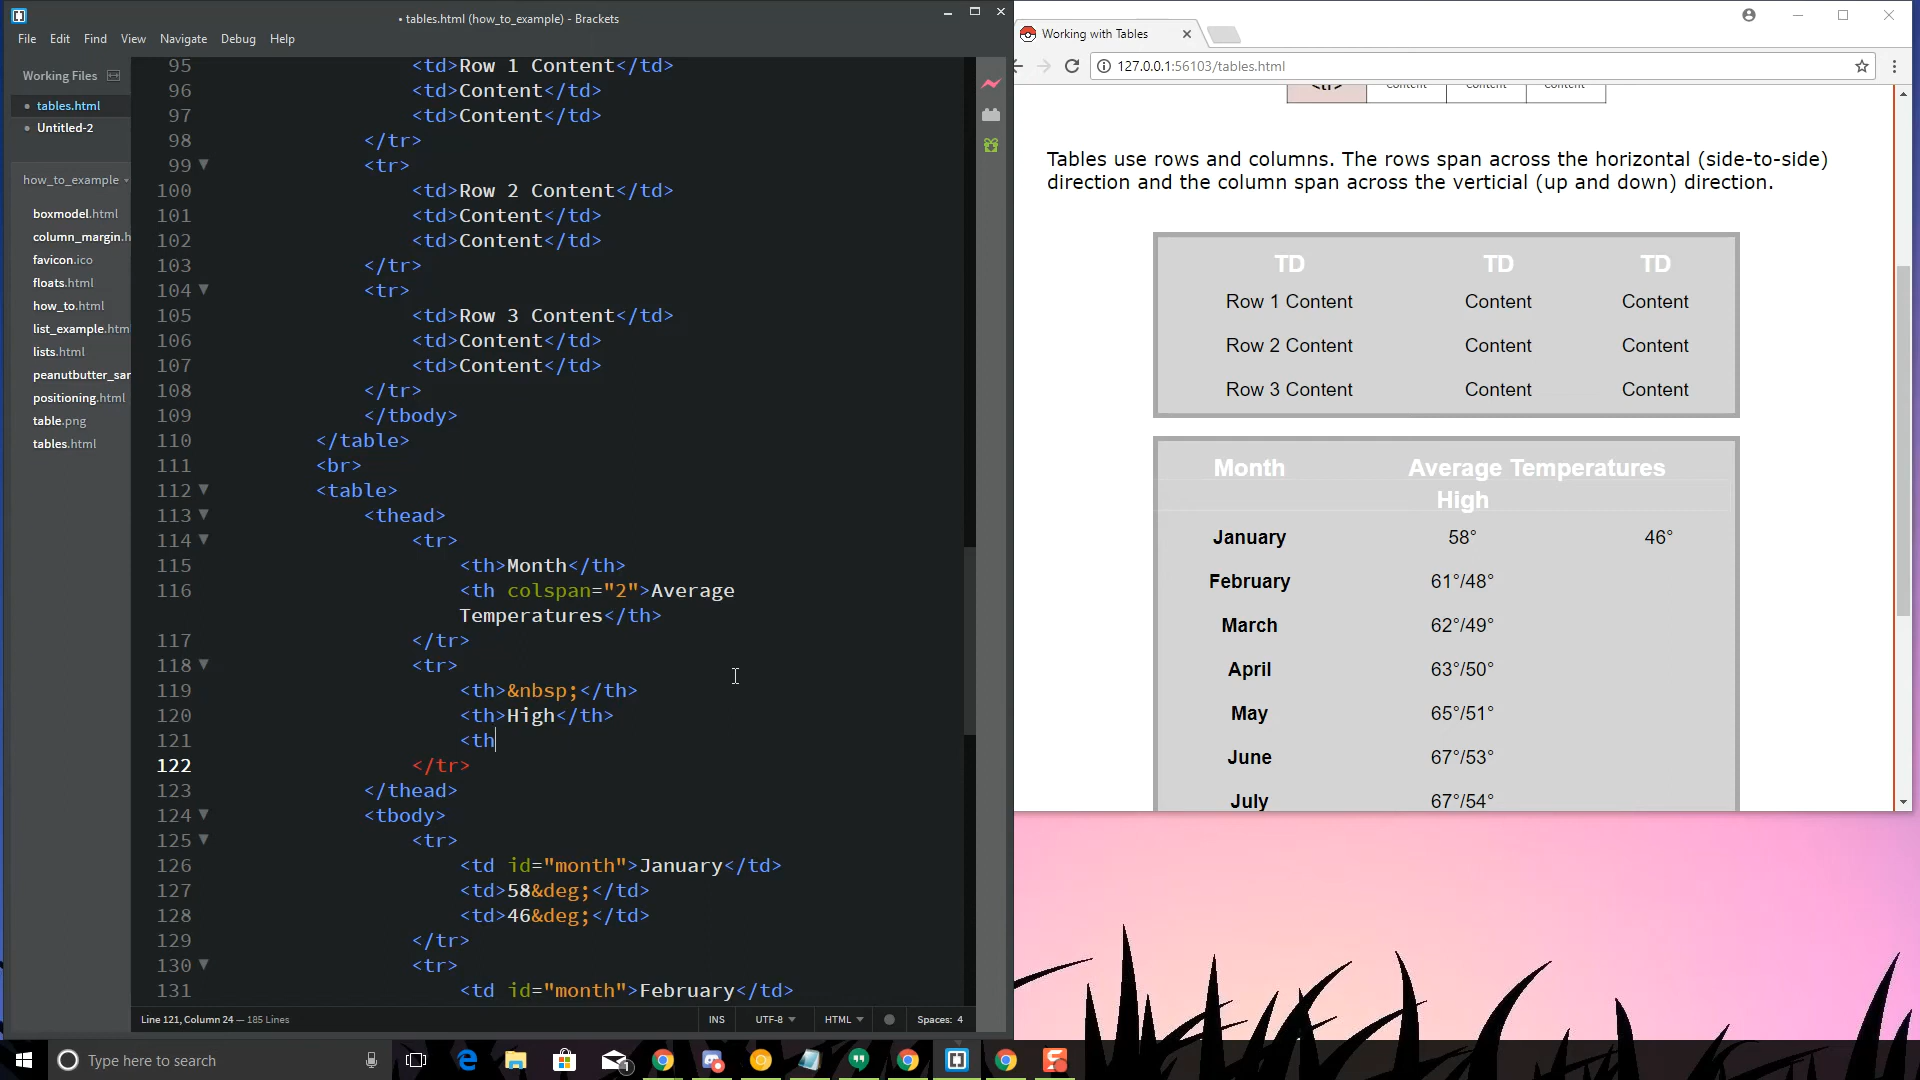 • tables.html (how_to_example) - Brackets
File Edit Find View Navigate Debug Help
Working Files
• tables.html
• Untitled-2
how_to_example
boxmodel.html
column_margin.h
favicon.ico
floats.html
how_to.html
list_example.htm
lists.html
peanutbutter_sar
positioning.html
table.png
tables.html
95 <td>Row 1 Content</td>
96 <td>Content</td>
97 <td>Content</td>
98 </tr>
99 <tr>
100 <td>Row 2 Content</td>
101 <td>Content</td>
102 <td>Content</td>
103 </tr>
104 <tr>
105 <td>Row 3 Content</td>
106 <td>Content</td>
107 <td>Content</td>
108 </tr>
109 </tbody>
110 </table>
111 <br>
112 <table>
113 <thead>
114 <tr>
115 <th>Month</th>
116 <th colspan="2">Average
Temperatures</th>
117 </tr>
118 <tr>
119 <th>&nbsp;</th>
120 <th>High</th>
121 <th
122 </tr>
123 </thead>
124 <tbody>
125 <tr>
126 <td id="month">January</td>
127 <td>58&deg;</td>
128 <td>46&deg;</td>
129 </tr>
130 <tr>
131 <td id="month">February</td>
Line 121, Column 24 — 185 Lines
INS UTF-8 HTML Spaces: 4
Working with Tables
127.0.0.1:56103/tables.html
<tr> Content Content Content
Tables use rows and columns. The rows span across the horizontal (side-to-side)
direction and the column span across the verticial (up and down) direction.
TD TD TD
Row 1 Content Content Content
Row 2 Content Content Content
Row 3 Content Content Content
Month Average Temperatures
High
January 58° 46°
February 61°/48°
March 62°/49°
April 63°/50°
May 65°/51°
June 67°/53°
July 67°/54°
Type here to search
1